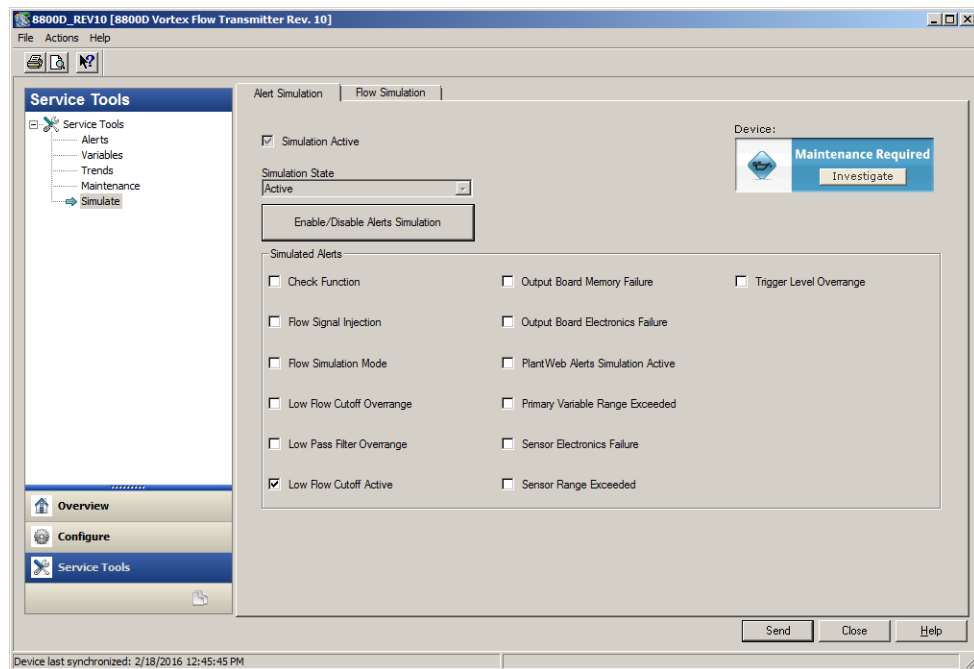 8800D_REV10 [8800D Vortex Flow Transmitter Rev. 10]
File Actions Help
Service Tools
Service Tools
Alerts
Variables
Trends
Maintenance
Simulate
Overview
Configure
Service Tools
Alert Simulation Flow Simulation
Simulation Active
Simulation State
Active
Enable/Disable Alerts Simulation
Device:
Maintenance Required
Investigate
Simulated Alerts
Check Function
Flow Signal Injection
Flow Simulation Mode
Low Flow Cutoff Overrange
Low Pass Filter Overrange
Low Flow Cutoff Active
Output Board Memory Failure
Output Board Electronics Failure
PlantWeb Alerts Simulation Active
Primary Variable Range Exceeded
Sensor Electronics Failure
Sensor Range Exceeded
Trigger Level Overrange
Send Close Help
Device last synchronized: 2/18/2016 12:45:45 PM